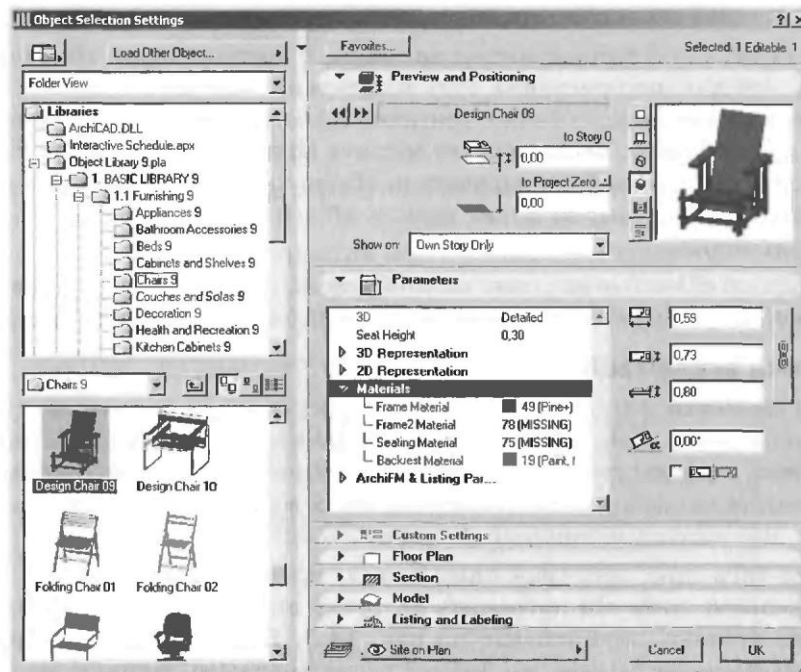 Object Selection Settings
? x
Load Other Object...
Folder View
Libraries
ArchiCAD.DLL
Interactive Schedule.apx
Object Library 9.pla
1. BASIC LIBRARY 9
1.1 Furnishing 9
Appliances 9
Bathroom Accessories 9
Beds 9
Cabinets and Shelves 9
Chairs 9
Couches and Sofas 9
Decoration 9
Health and Recreation 9
Kitchen Cabinets 9
Chairs 9
Design Chair 09
Design Chair 10
Folding Chair 01
Folding Chair 02
Favorites...
Selected: 1 Editable: 1
Preview and Positioning
Design Chair 09
to Story 0
0,00
to Project Zero
0,00
Show on: Own Story Only
Parameters
3D Detailed
Seat Height 0,30
3D Representation
2D Representation
Materials
Frame Material 49 (Pine+)
Frame2 Material 78 (MISSING)
Seating Material 75 (MISSING)
Backrest Material 19 (Paint, l
ArchiFM & Listing Par...
0,59
0,73
0,80
α 0,00°
Custom Settings
Floor Plan
Section
Model
Listing and Labeling
Site on Plan
Cancel
OK